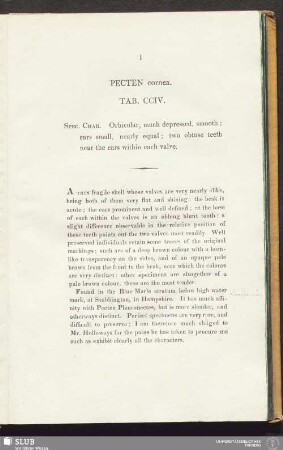 1
PECTEN cornea.
TAB. CCIV.
Spec. Char. Orbicular, much depressed, smooth;
ears small, nearly equal; two obtuse teeth
near the ears within each valve.
A very fragile shell whose valves are very nearly alike,
being both of them very flat and shining: the beak is
acute; the ears prominent and well defined; at the base
of each within the valves is an oblong blunt tooth: a
slight difference observable in the relative position of
these teeth points out the two valves most readily. Well
preserved individuals retain some traces of the original
markings; such are of a deep brown colour with a horn-
like transparency on the sides, and of an opaque pale
brown from the front to the beak, near which the colours
are very distinct: other specimens are altogether of a
pale brown colour, these are the most tender.
Found in the Blue Marle stratum below high water
mark, at Stubbington, in Hampshire. It has much affi-
nity with Pecten Pleuronectes, but is more slender, and
otherways distinct. Perfect specimens are very rare, and
difficult to preserve; I am therefore much obliged to
Mr. Holloways for the pains he has taken to procure me
such as exhibit clearly all the characters.
SLUB